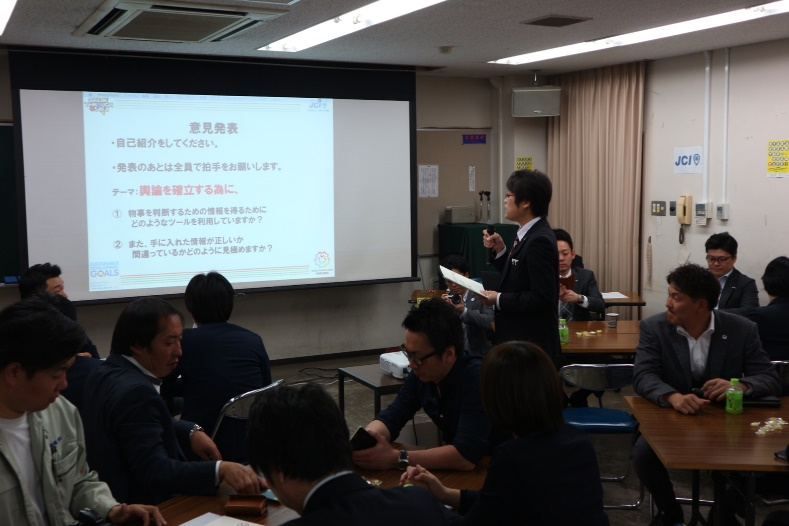 JCI
意見発表
・自己紹介をしてください。
・発表のあとは全員で拍手をお願いします。
テーマ：輿論を確立する為に、
① 物事を判断するための情報を得るために
どのようなツールを利用していますか？
② また、手に入れた情報が正しいか
間違っているかどのように見極めますか？
GOALS
JCI